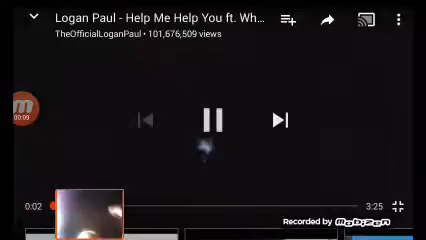 Logan Paul - Help Me Help You ft. Wh...
TheOfficialLoganPaul • 101,676,509 views
00:09
0:02
3:25
Recorded by mobizen